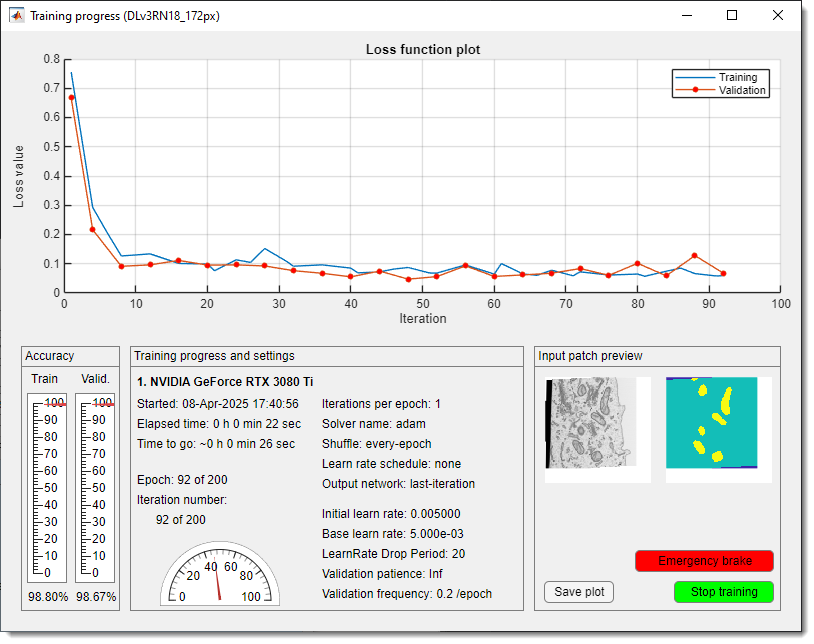 Training progress (DLv3RN18_172px)
Loss function plot
Training
Validation
0.8
0.7
0.6
0.5
0.4
0.3
0.2
0.1
0
Loss value
0 10 20 30 40 50 60 70 80 90 100
Iteration
Accuracy
Train Valid.
100 100
90 90
80 80
70 70
60 60
50 50
40 40
30 30
20 20
10 10
0 0
98.80% 98.67%
Training progress and settings
1. NVIDIA GeForce RTX 3080 Ti
Started: 08-Apr-2025 17:40:56
Elapsed time: 0 h 0 min 22 sec
Time to go: ~0 h 0 min 26 sec
Epoch: 92 of 200
Iteration number:
92 of 200
0 20 40 60 80 100
Iterations per epoch: 1
Solver name: adam
Shuffle: every-epoch
Learn rate schedule: none
Output network: last-iteration
Initial learn rate: 0.005000
Base learn rate: 5.000e-03
LearnRate Drop Period: 20
Validation patience: Inf
Validation frequency: 0.2 /epoch
Input patch preview
Emergency brake
Save plot
Stop training